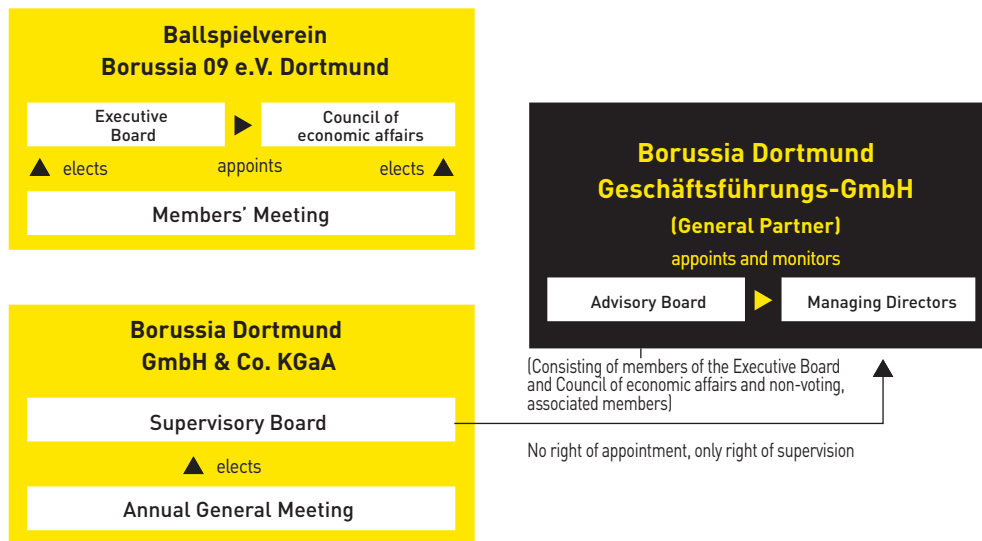 Ballspielverein
Borussia 09 e.V. Dortmund
Executive
Board
Council of
economic affairs
elects
appoints
elects
Members’ Meeting
Borussia Dortmund
GmbH & Co. KGaA
Supervisory Board
elects
Annual General Meeting
Borussia Dortmund
Geschäftsführungs-GmbH
(General Partner)
appoints and monitors
Advisory Board
Managing Directors
(Consisting of members of the Executive Board
and Council of economic affairs and non-voting,
associated members)
No right of appointment, only right of supervision